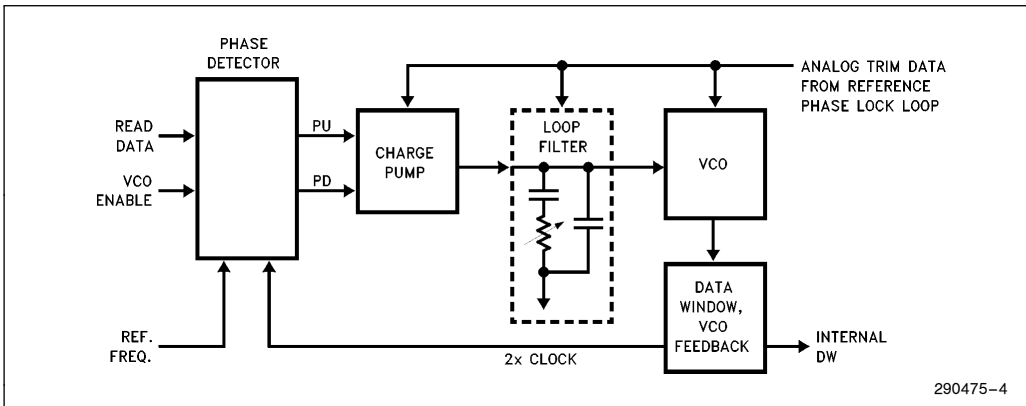 PHASE
DETECTOR
READ
DATA
VCO
ENABLE
PU
PD
CHARGE
PUMP
LOOP
FILTER
VCO
ANALOG TRIM DATA
FROM REFERENCE
PHASE LOCK LOOP
REF.
FREQ.
2x CLOCK
DATA
WINDOW,
VCO
FEEDBACK
INTERNAL
DW
290475-4